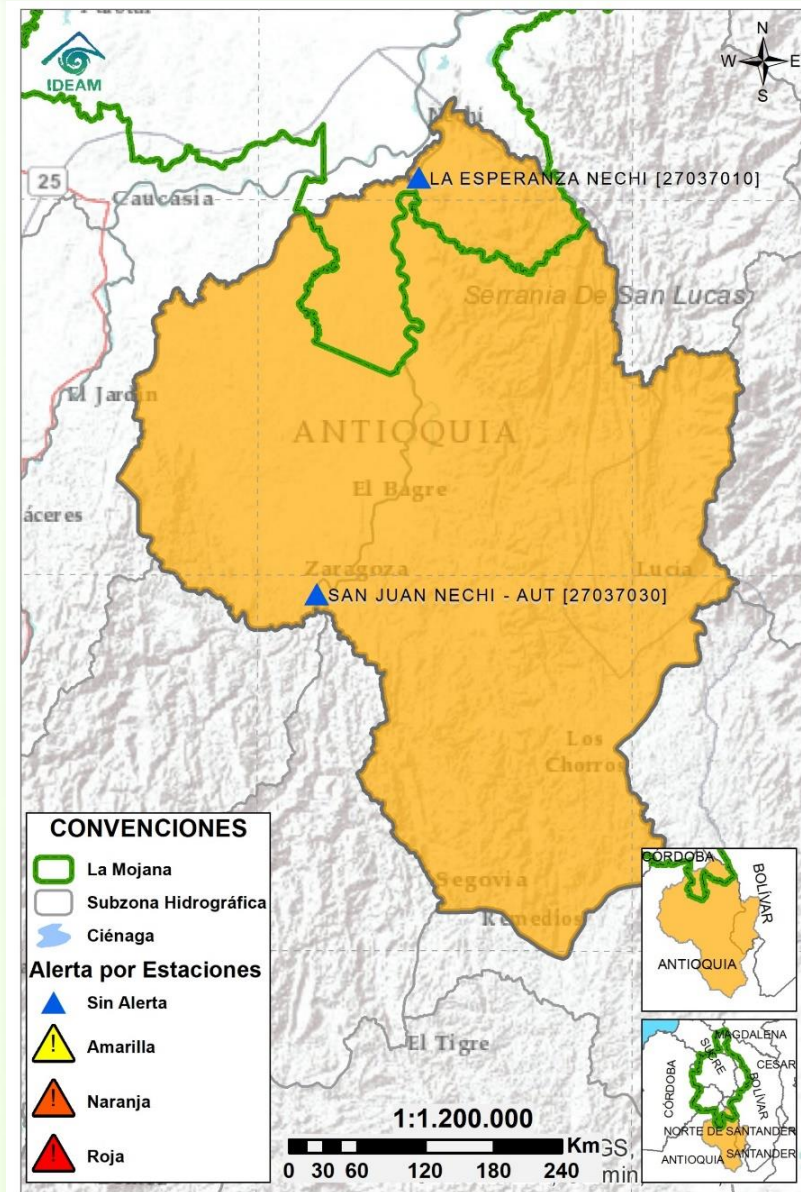 IDEAM
N
W E
S
25
Caucasia
LA ESPERANZA NECHI [27037010]
Serrania De San Lucas
El Jardin
ANTIOQUIA
El Bagre
áceres
Zaragoza
Lucia
SAN JUAN NECHI - AUT [27037030]
Los
Chorros
Segovia
Remedios
El Tigre
CONVENCIONES
La Mojana
Subzona Hidrográfica
Ciénaga
Alerta por Estaciones
Sin Alerta
Amarilla
Naranja
Roja
1:1.200.000
Km
0 30 60 120 180 240
GS,
min
CÓRDOBA
BOLÍVAR
ANTIOQUIA
MAGDALENA
SUCRE
CESAR
CÓRDOBA
BOLÍVAR
NORTE DE SANTANDER
ANTIOQUIA
SANTANDER